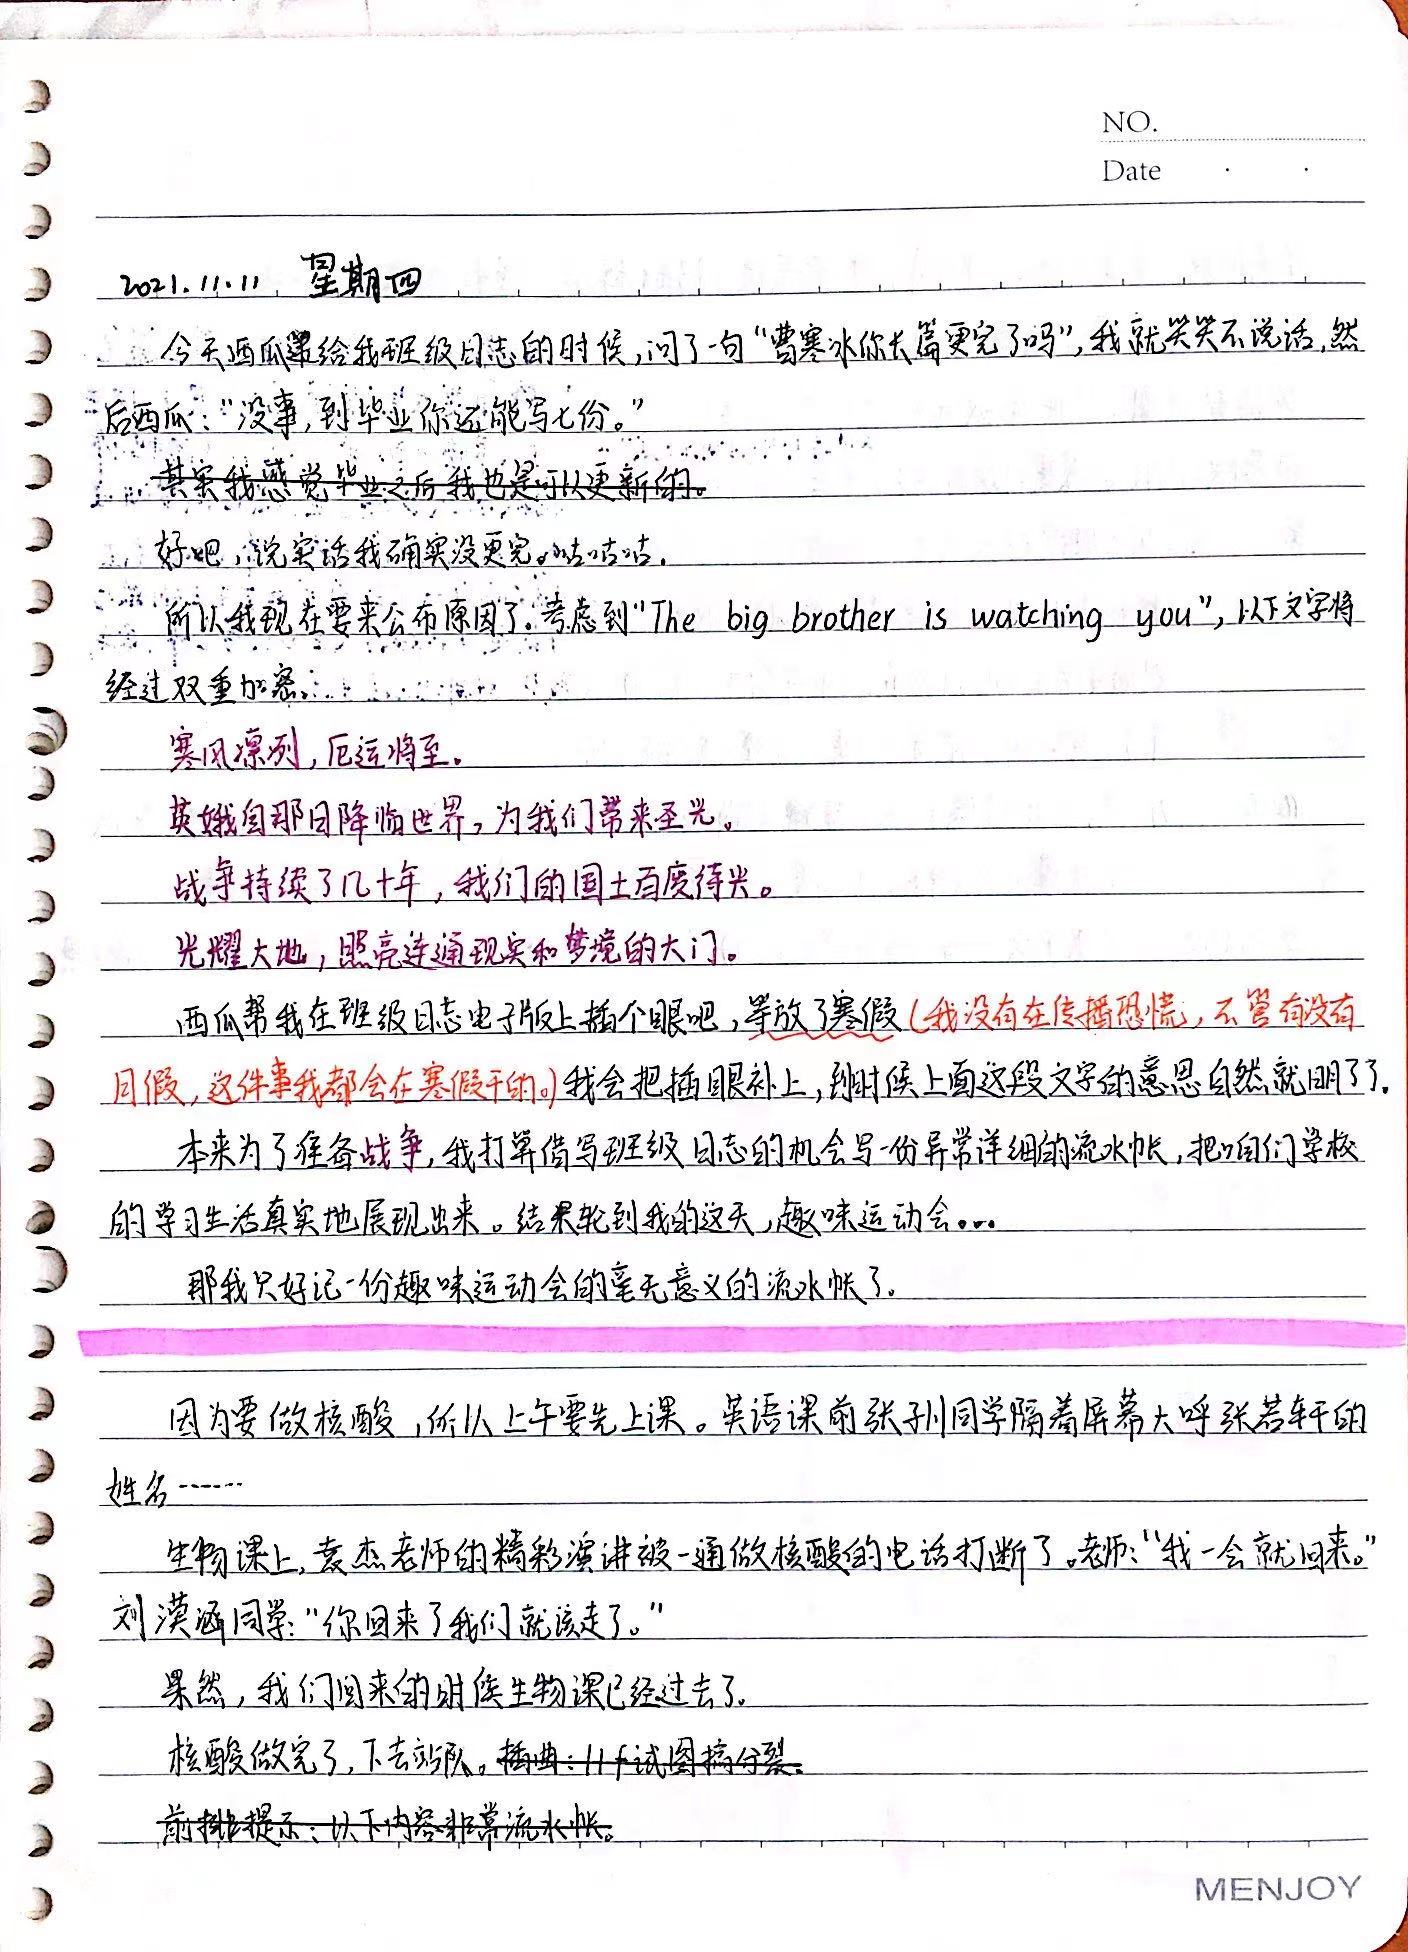 NO.
Date
2021.11.11 星期四
今天西瓜给我班级日志的时候,问了一句“曹寒冰你长篇更完了吗”,我就笑笑不说话,然
后西瓜:“没事,到毕业你还能写七份。”
其实我感觉毕业之后我也是可以更新的。
好吧,说实话我确实没更完。咕咕咕.
所以我现在要来公布原因了.考虑到“The big brother is watching you”,以下文字将
经过双重加密.
寒风凛冽,厄运将至.
英娥自那日降临世界,为我们带来圣光。
战争持续了几十年,我们的国土百废待兴。
光耀大地,照亮连通现实和梦境的大门。
西瓜帮我在班级日志电子版上插个眼吧,等放了寒假(我没有在传播恐慌,不管有没有
月假,这件事我都会在寒假干的。)我会把插眼补上,到时候上面这段文字的意思自然就明了了.
本来为了准备战争,我打算借写班级日志的机会写一份异常详细的流水帐,把咱们学校
的学习生活真实地展现出来。结果轮到我的这天,趣味运动会...
那我只好记一份趣味运动会的毫无意义的流水帐了.
因为要做核酸,所以上午要先上课。英语课前张子川同学隔着屏幕大呼张若轩的
姓名……
生物课上,袁杰老师的精彩演讲被一通做核酸的电话打断了。老师:“我一会就回来。”
刘漠涵同学:“你回来了我们就该走了。”
果然,我们回来的时候生物课已经过去了.
核酸做完了,下去站队。插曲:11f试图搞分裂.
前排提示:以下内容非常流水帐。
MENJOY